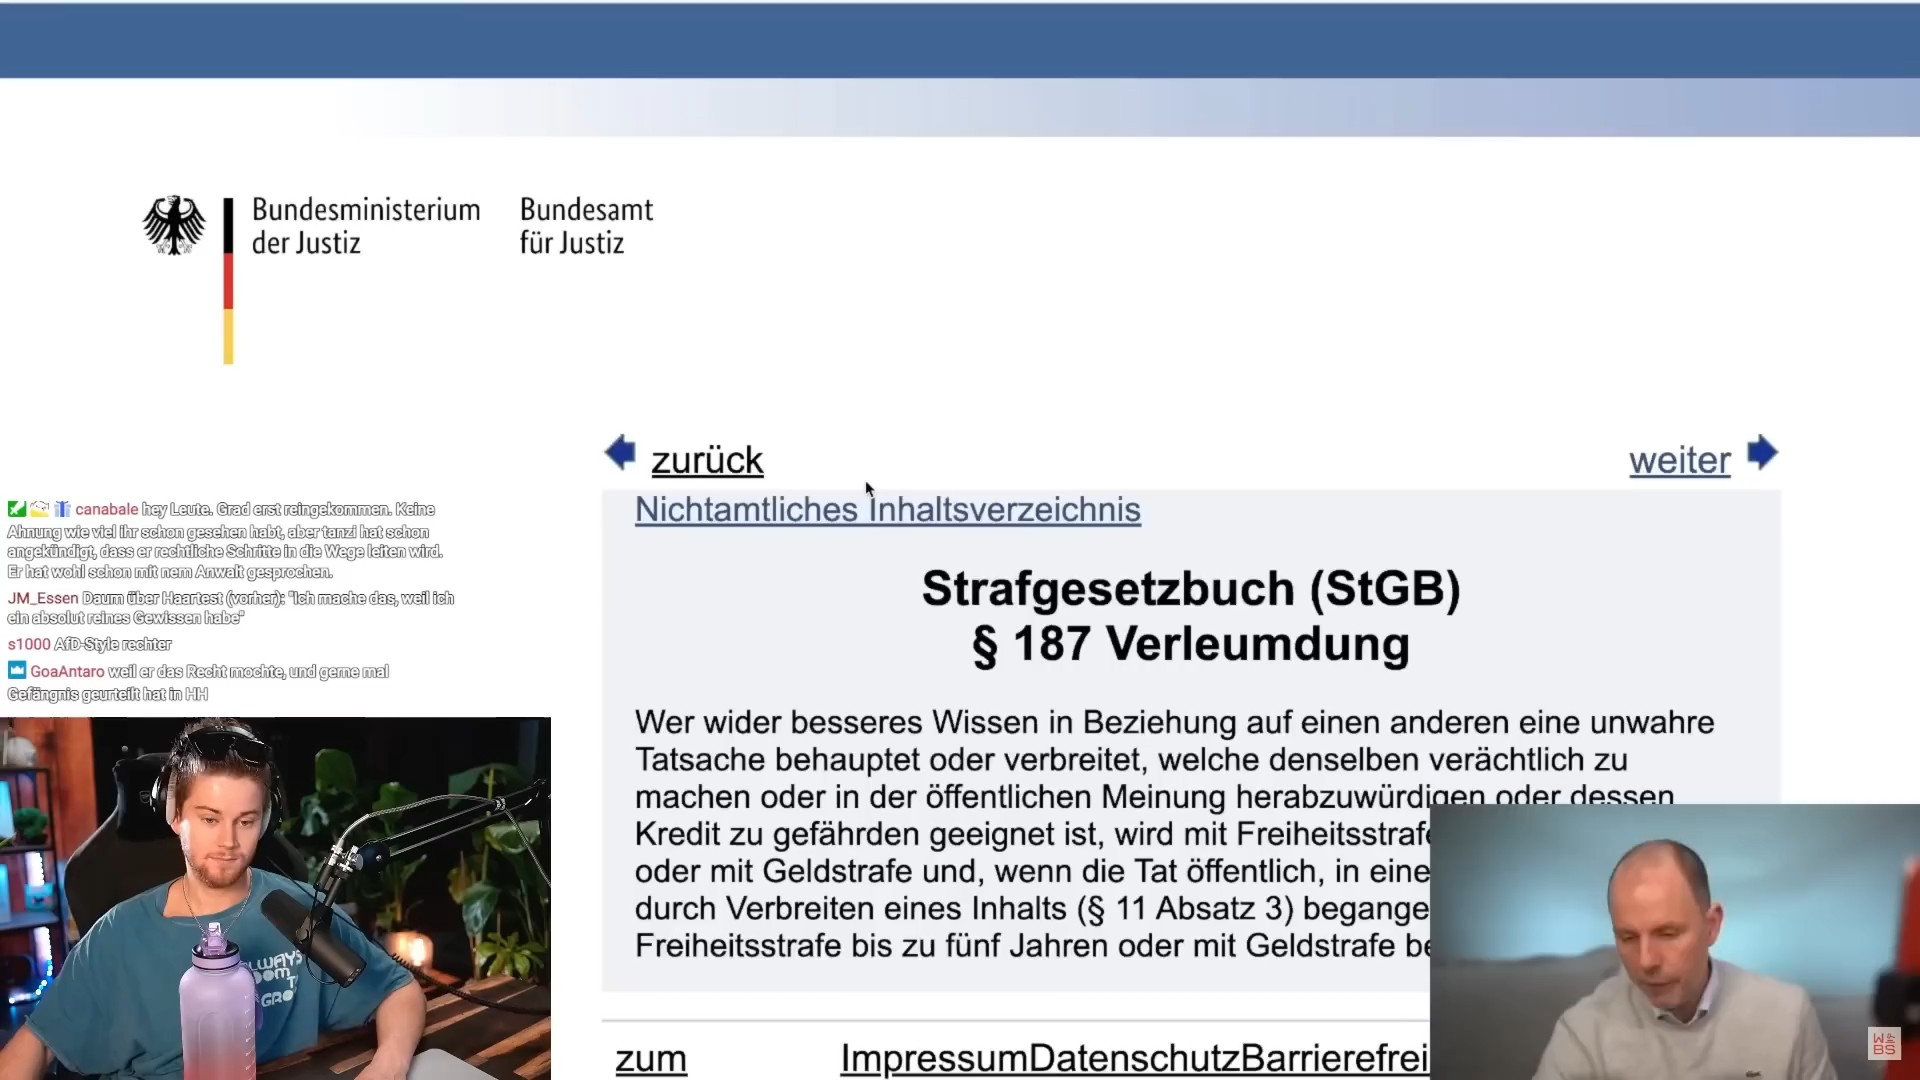 Bundesministerium
der Justiz
Bundesamt
für Justiz
zurück
weiter
Nichtamtliches Inhaltsverzeichnis
Strafgesetzbuch (StGB)
§ 187 Verleumdung
Wer wider besseres Wissen in Beziehung auf einen anderen eine unwahre
Tatsache behauptet oder verbreitet, welche denselben verächtlich zu
machen oder in der öffentlichen Meinung herabzuwürdigen oder dessen
Kredit zu gefährden geeignet ist, wird mit Freiheitsstrafe
oder mit Geldstrafe und, wenn die Tat öffentlich, in eine
durch Verbreiten eines Inhalts (§ 11 Absatz 3) begange
Freiheitsstrafe bis zu fünf Jahren oder mit Geldstrafe be
zum
ImpressumDatenschutzBarrierefrei
canabale hey Leute. Grad erst reingekommen. Keine
Ahnung wie viel ihr schon gesehen habt, aber tanzi hat schon
angekündigt, dass er rechtliche Schritte in die Wege leiten wird.
Er hat wohl schon mit nem Anwalt gesprochen.
JM_Essen Daum über Haartest (vorher): "Ich mache das, weil ich
ein absolut reines Gewissen habe"
s1000 AfD-Style rechter
GoaAntaro weil er das Recht mochte, und gerne mal
Gefängnis geurteilt hat in HH
LWAYS
OOM T
GRO
WBS